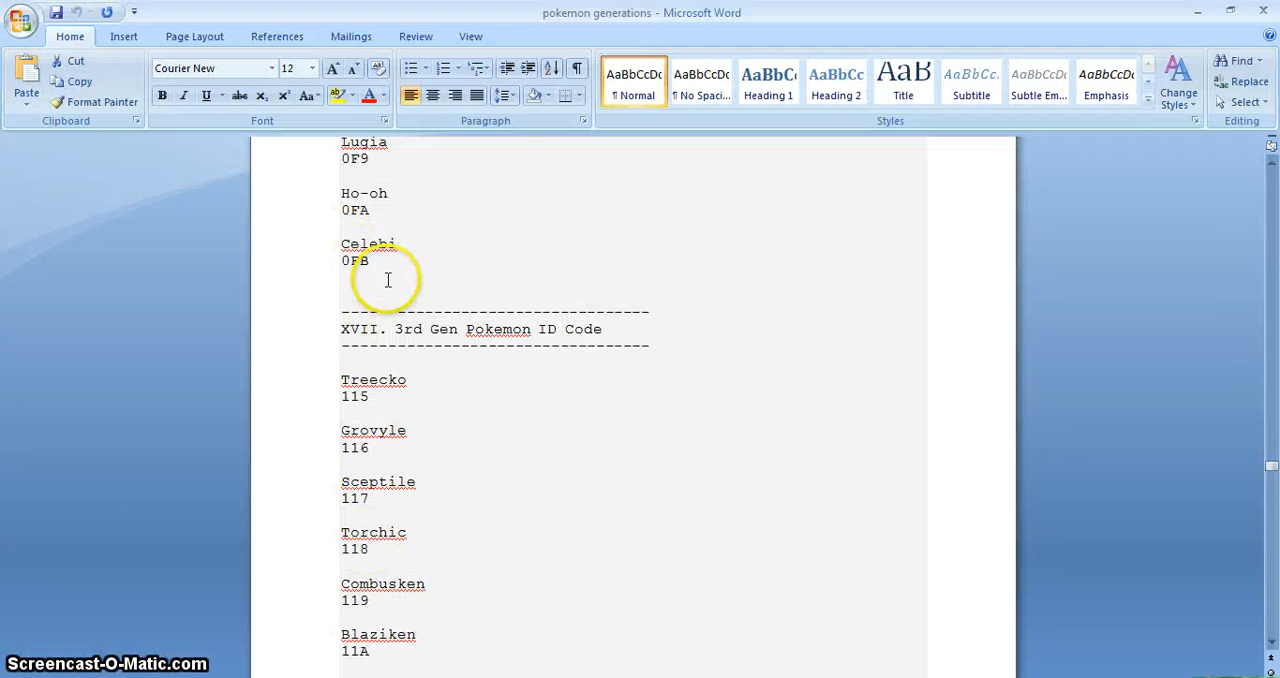 pokemon generations - Microsoft Word
Home Insert Page Layout References Mailings Review View
Paste
Cut
Copy
Format Painter
Clipboard
Courier New 12
B I U abc x₂ x² Aa
Font
Paragraph
AaBbCcDc
¶ Normal
AaBbCcDc
¶ No Spaci...
AaBbC
Heading 1
AaBbCc
Heading 2
AaB
Title
AaBbCc.
Subtitle
AaBbCcDc
Subtle Em...
AaBbCcDc
Emphasis
Change
Styles
Styles
Find
Replace
Select
Editing
Lugia
0F9
Ho-oh
0FA
Celebi
0FB
----------------------------------
XVII. 3rd Gen Pokemon ID Code
----------------------------------
Treecko
115
Grovyle
116
Sceptile
117
Torchic
118
Combusken
119
Blaziken
11A
Screencast-O-Matic.com